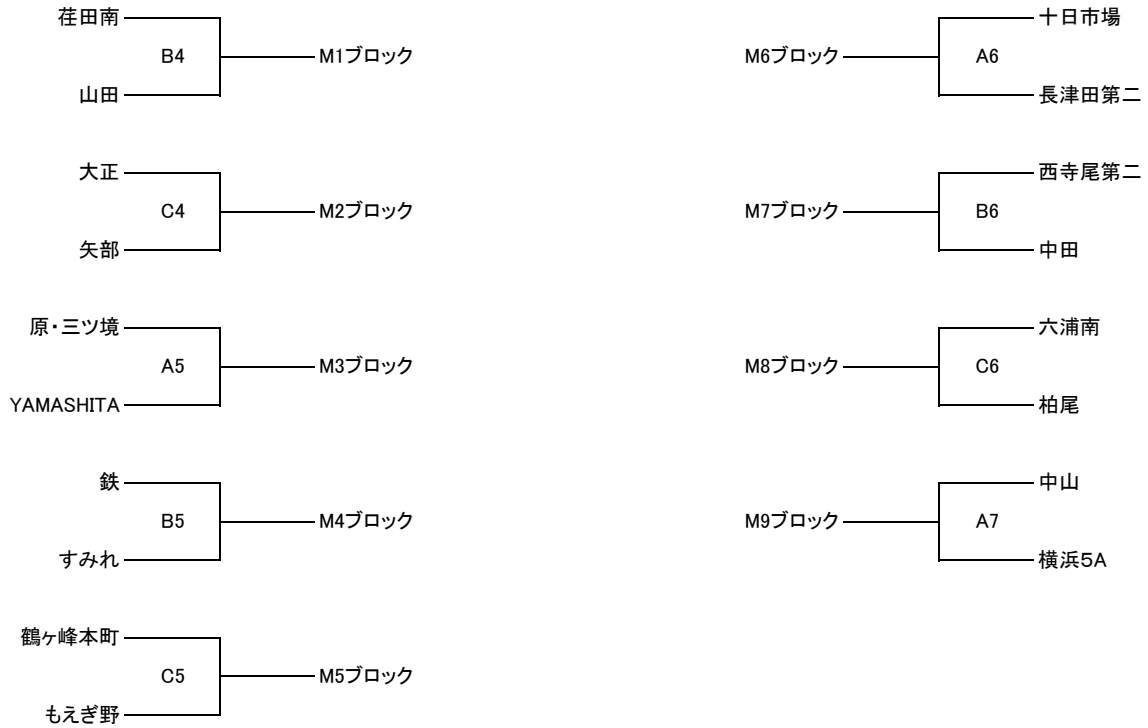 荏田南
B4
M1ブロック
山田
大正
C4
M2ブロック
矢部
原・三ツ境
A5
M3ブロック
YAMASHITA
鉄
B5
M4ブロック
すみれ
鶴ヶ峰本町
C5
M5ブロック
もえぎ野
十日市場
M6ブロック
A6
長津田第二
西寺尾第二
M7ブロック
B6
中田
六浦南
M8ブロック
C6
柏尾
中山
M9ブロック
A7
横浜5A